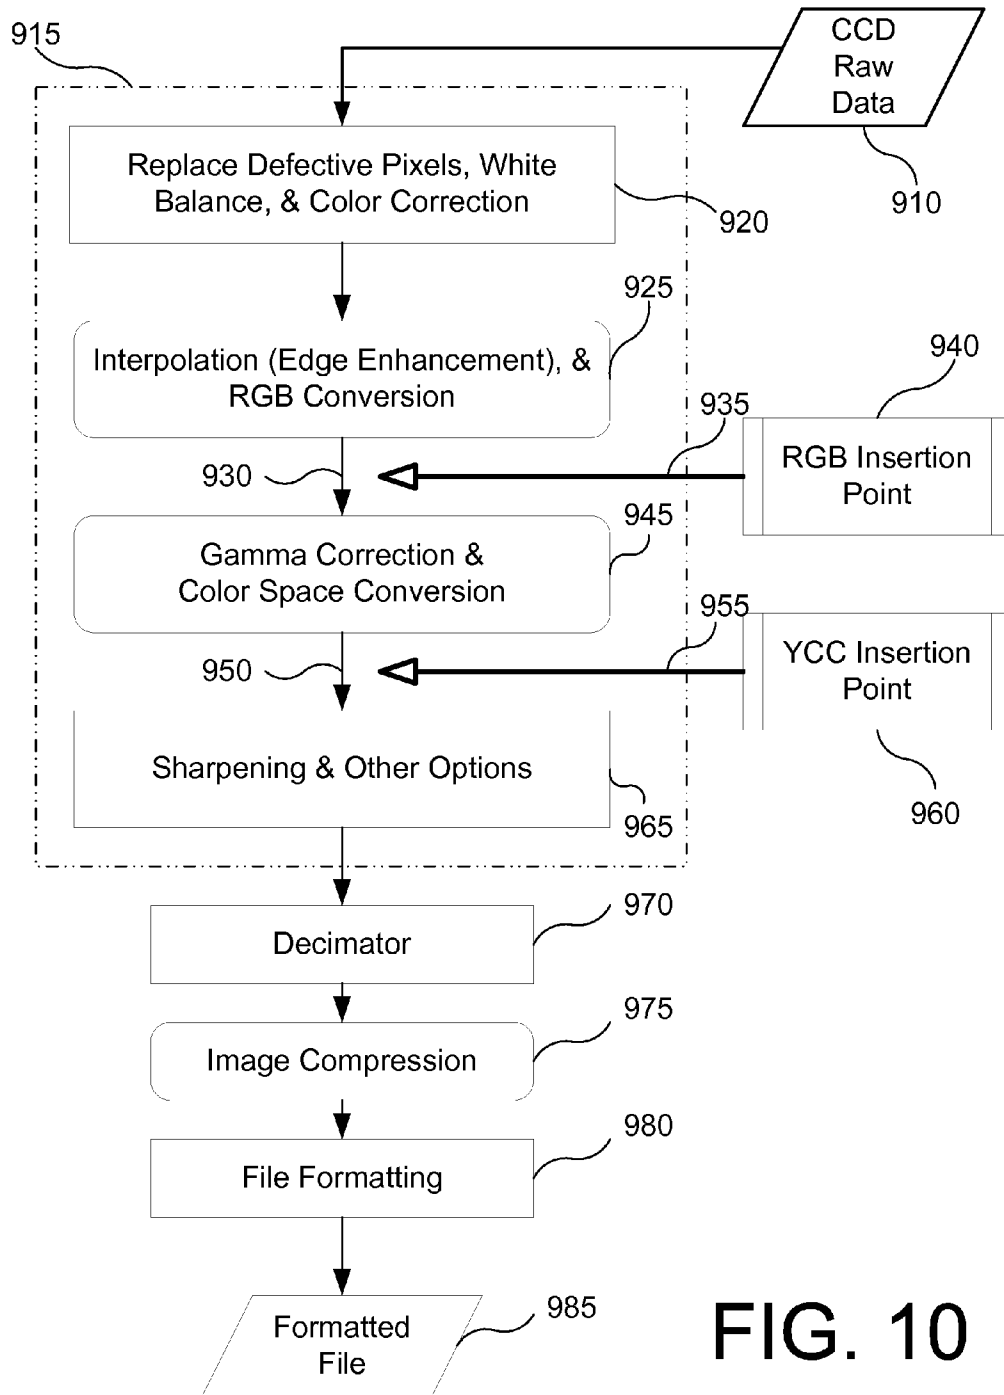 915
CCD
Raw
Data
910
Replace Defective Pixels, White
Balance, & Color Correction
920
925
Interpolation (Edge Enhancement), &
RGB Conversion
940
935
930
RGB Insertion
Point
945
Gamma Correction &
Color Space Conversion
955
950
YCC Insertion
Point
Sharpening & Other Options
965
960
970
Decimator
975
Image Compression
980
File Formatting
985
Formatted
File
FIG. 10